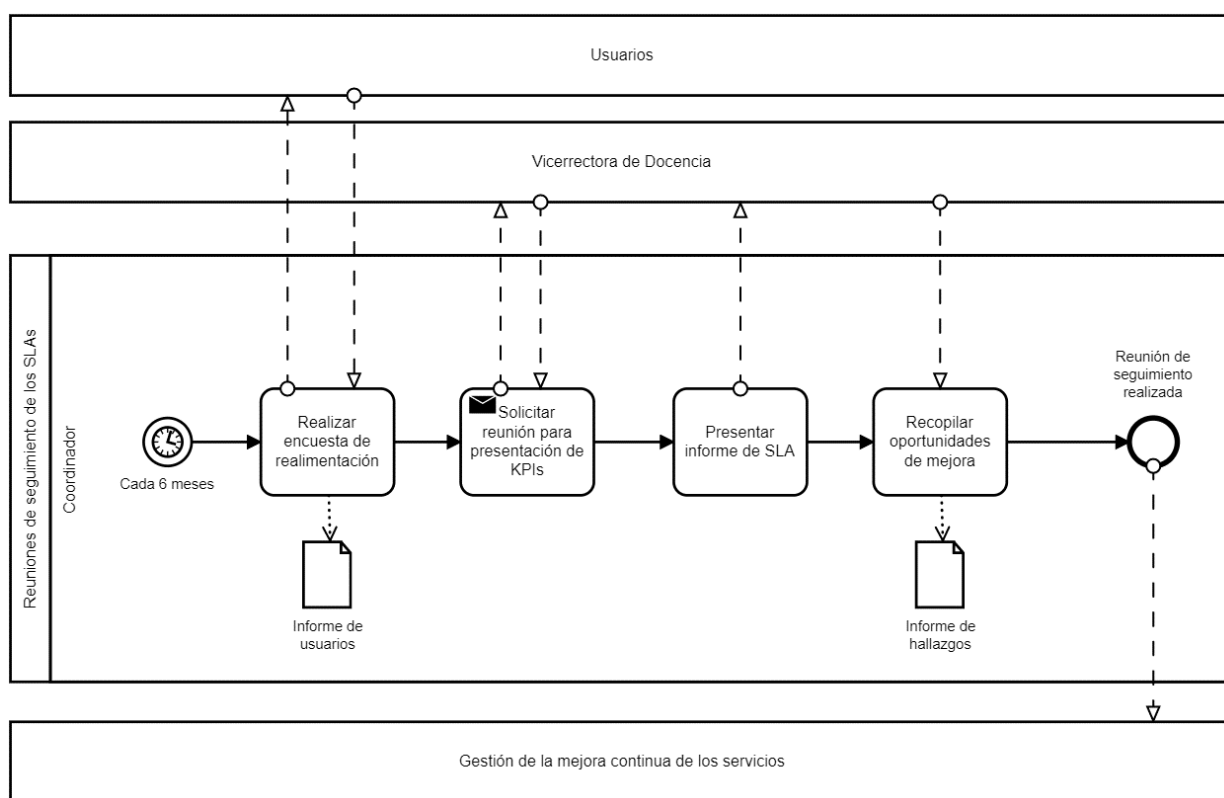 Usuarios
Vicerrectora de Docencia
Reuniones de seguimiento de los SLAs
Coordinador
Cada 6 meses
Realizar
encuesta de
realimentación
Solicitar
reunión para
presentación de
KPIs
Presentar
informe de SLA
Recopilar
oportunidades
de mejora
Reunión de
seguimiento
realizada
Informe de
usuarios
Informe de
hallazgos
Gestión de la mejora continua de los servicios